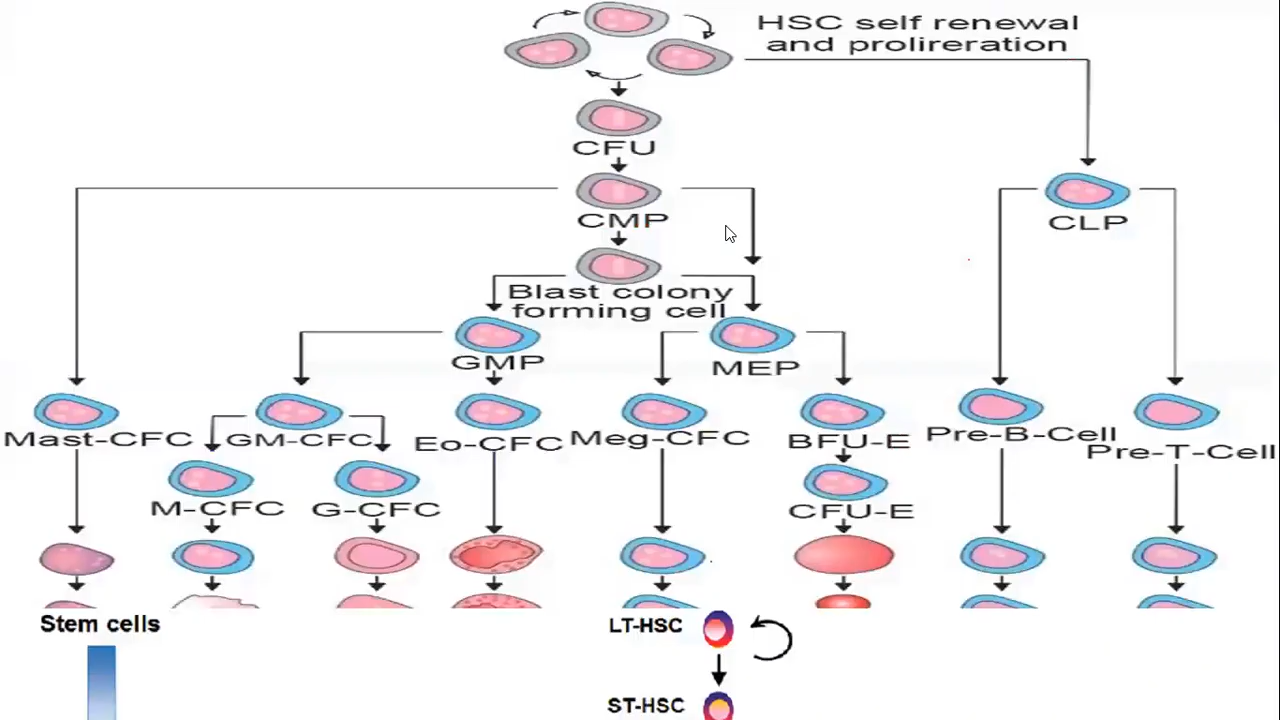 HSC self renewal
and prolireration
CFU
CMP
CLP
Blast colony
forming cell
GMP
MEP
Mast-CFC
GM-CFC
Eo-CFC
Meg-CFC
BFU-E
Pre-B-Cell
Pre-T-Cell
M-CFC
G-CFC
CFU-E
Stem cells
LT-HSC
ST-HSC